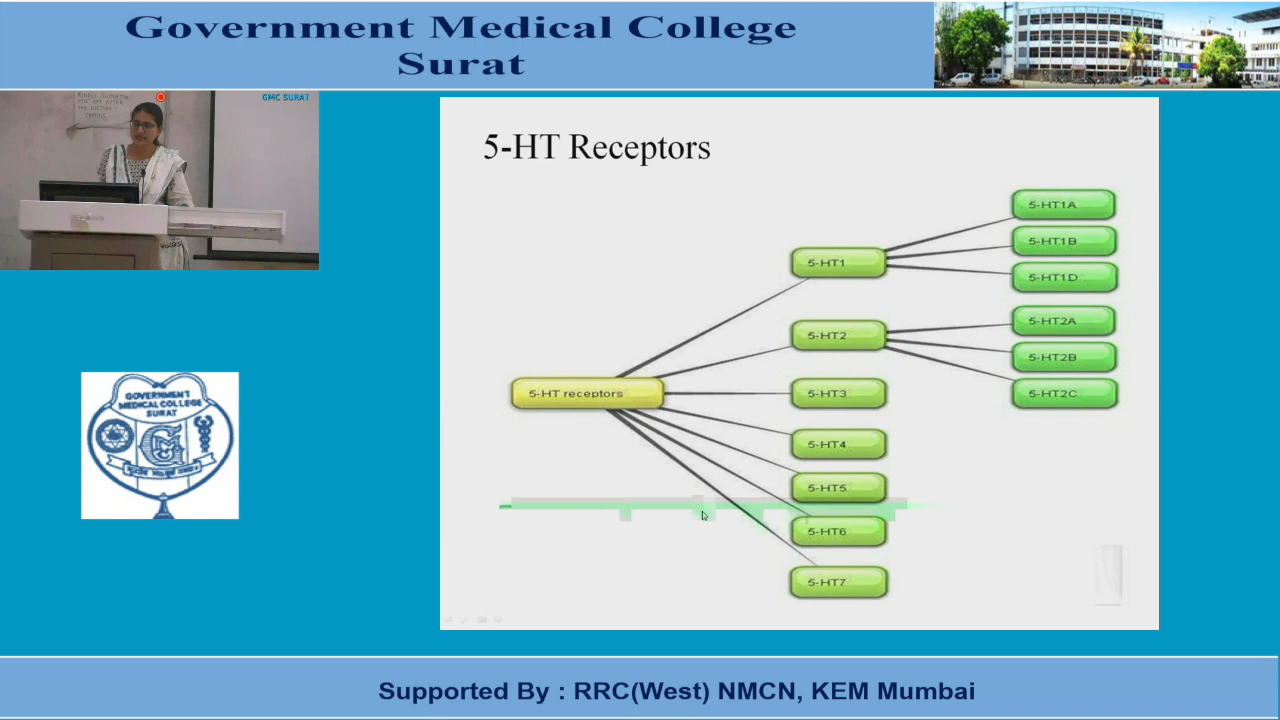 Government Medical College
Surat
GMC SURAT
5-HT Receptors
5-HT receptors
5-HT1
5-HT2
5-HT3
5-HT4
5-HT5
5-HT6
5-HT7
5-HT1A
5-HT1B
5-HT1D
5-HT2A
5-HT2B
5-HT2C
GOVERNMENT
MEDICAL COLLEGE
SURAT
Supported By : RRC(West) NMCN, KEM Mumbai